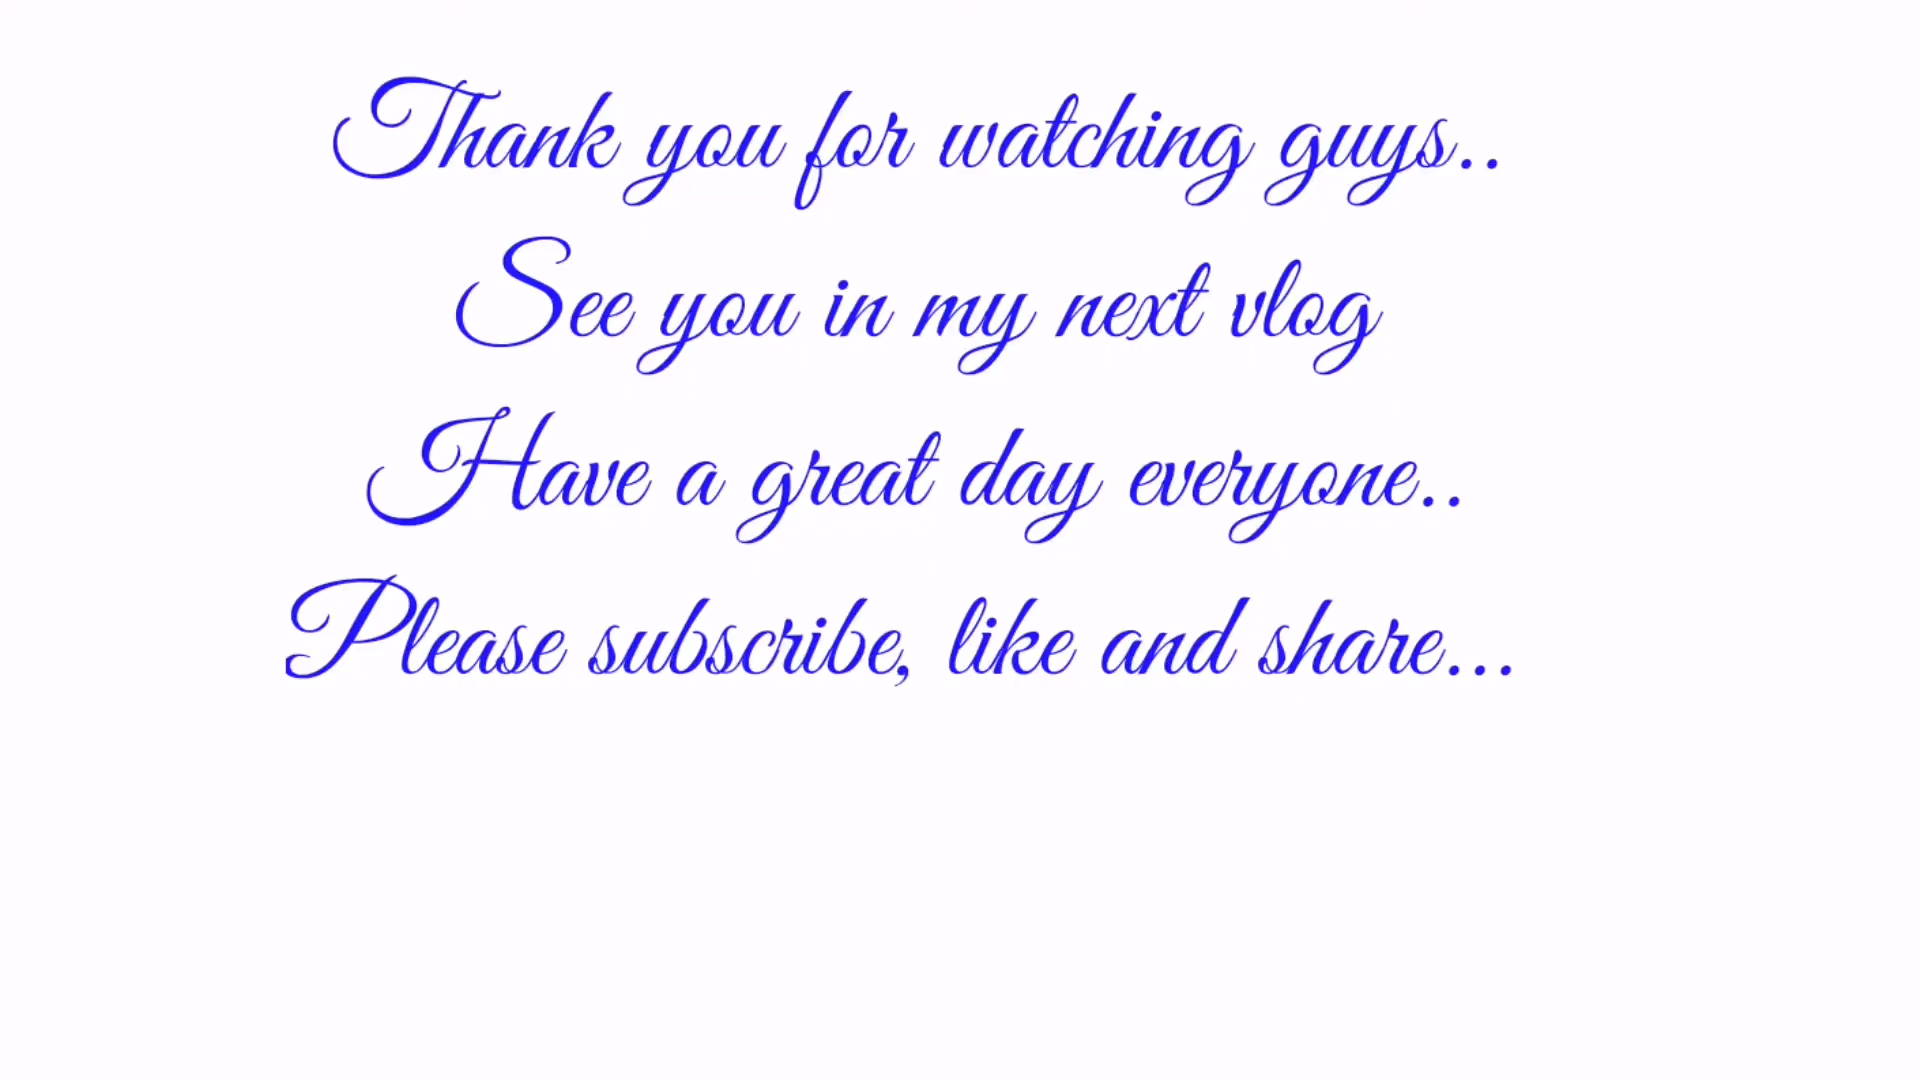 Thank you for watching guys..
See you in my next vlog
Have a great day everyone..
Please subscribe, like and share...